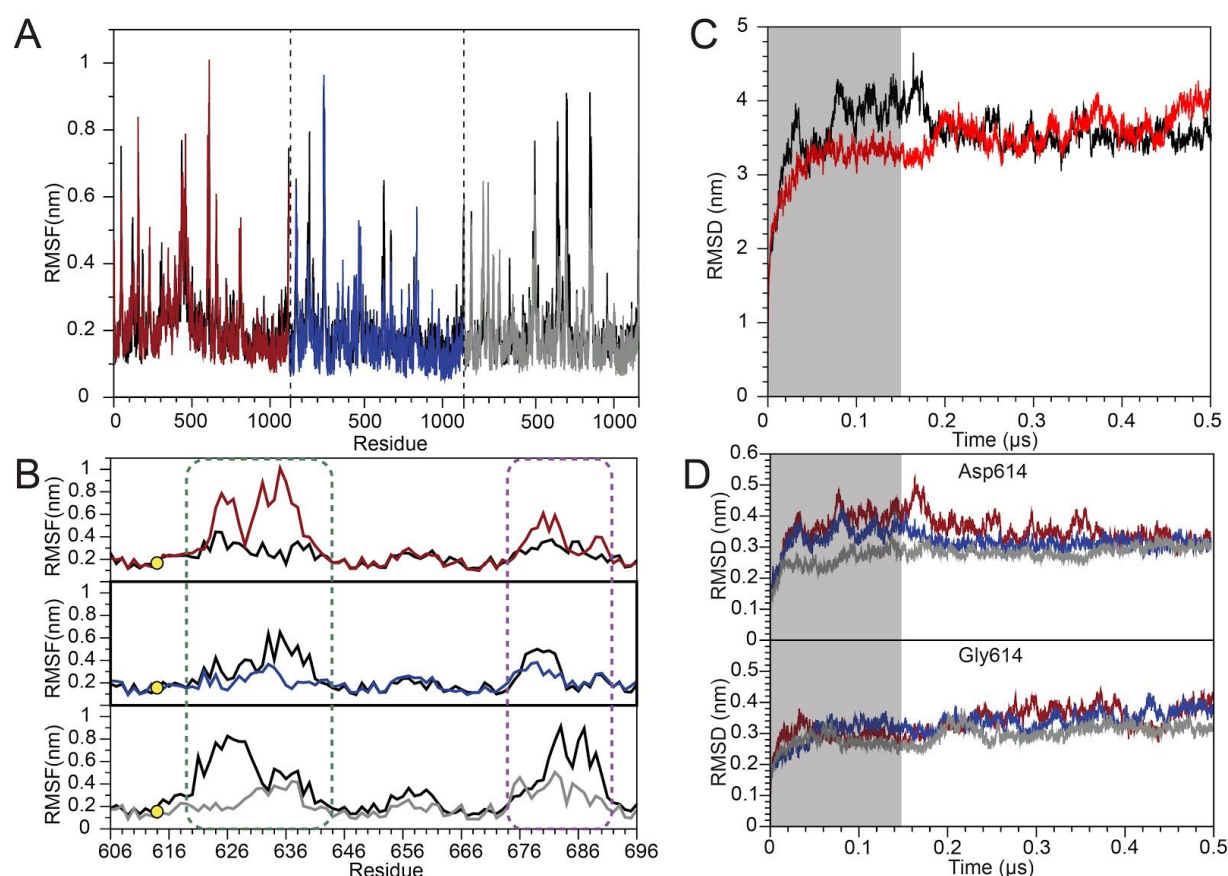 A
RMSF(nm)
1
0.8
0.6
0.4
0.2
0
0 500 1000 500 1000 500 1000
Residue
B
RMSF(nm)
1
0.8
0.6
0.4
0.2
RMSF(nm)
1
0.8
0.6
0.4
0.2
RMSF(nm)
1
0.8
0.6
0.4
0.2
0
606 616 626 636 646 656 666 676 686 696
Residue
C
RMSD (nm)
5
4
3
2
1
0
0 0.1 0.2 0.3 0.4 0.5
Time (μs)
D
Asp614
RMSD (nm)
0.6
0.5
0.4
0.3
0.2
0.1
0
Gly614
RMSD (nm)
0.5
0.4
0.3
0.2
0.1
0
0 0.1 0.2 0.3 0.4 0.5
Time (μs)